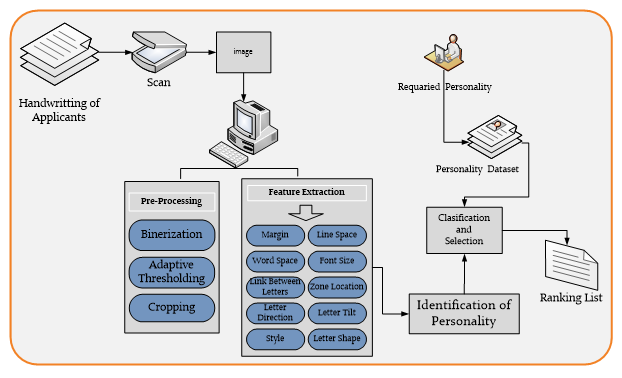 Handwritting of
Applicants
Scan
image
Requaried Personality
Personality Dataset
Pre-Processing
Binerization
Adaptive
Thresholding
Cropping
Feature Extraction
Margin
Line Space
Word Space
Font Size
Link Between
Letters
Zone Location
Letter
Direction
Letter Tilt
Style
Letter Shape
Clasification
and
Selection
Identification of
Personality
Ranking List